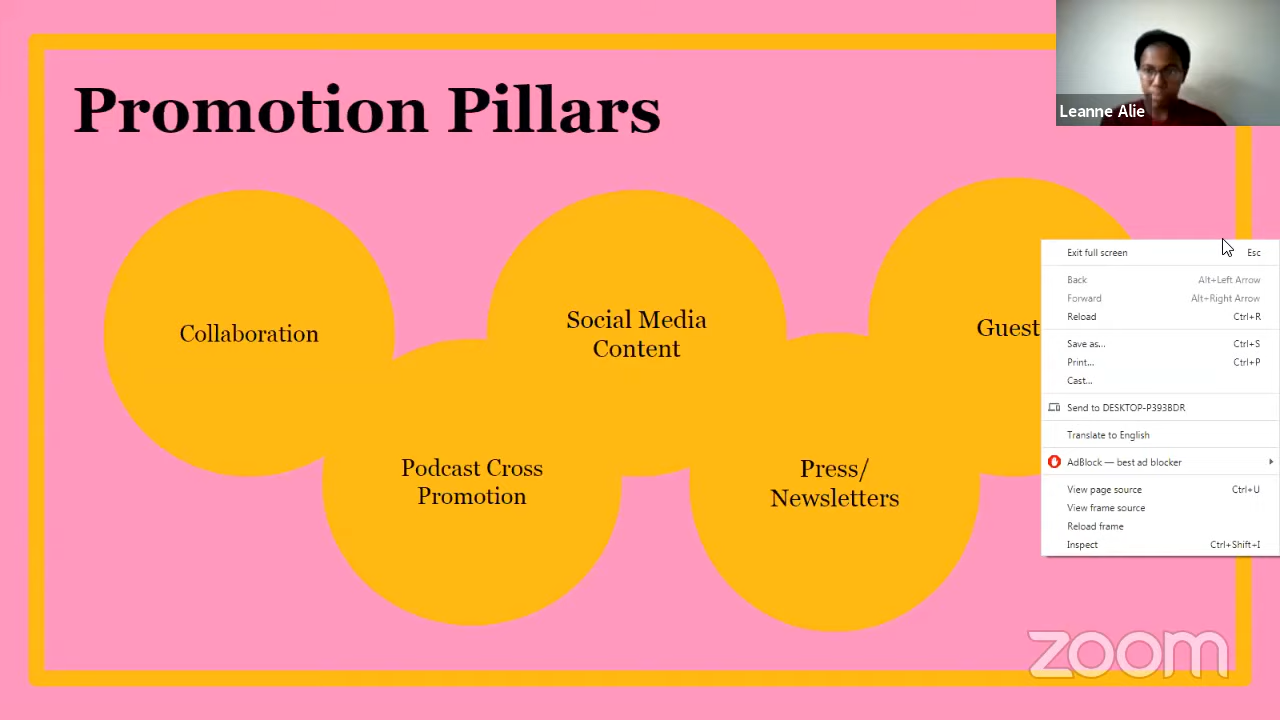 Promotion Pillars
Leanne Alie
Collaboration
Social Media
Content
Guest
Podcast Cross
Promotion
Press/
Newsletters
Exit full screen Esc
Back Alt+Left Arrow
Forward Alt+Right Arrow
Reload Ctrl+R
Save as... Ctrl+S
Print... Ctrl+P
Cast...
Send to DESKTOP-P393BDR
Translate to English
AdBlock — best ad blocker
View page source Ctrl+U
View frame source
Reload frame
Inspect Ctrl+Shift+I
zoom